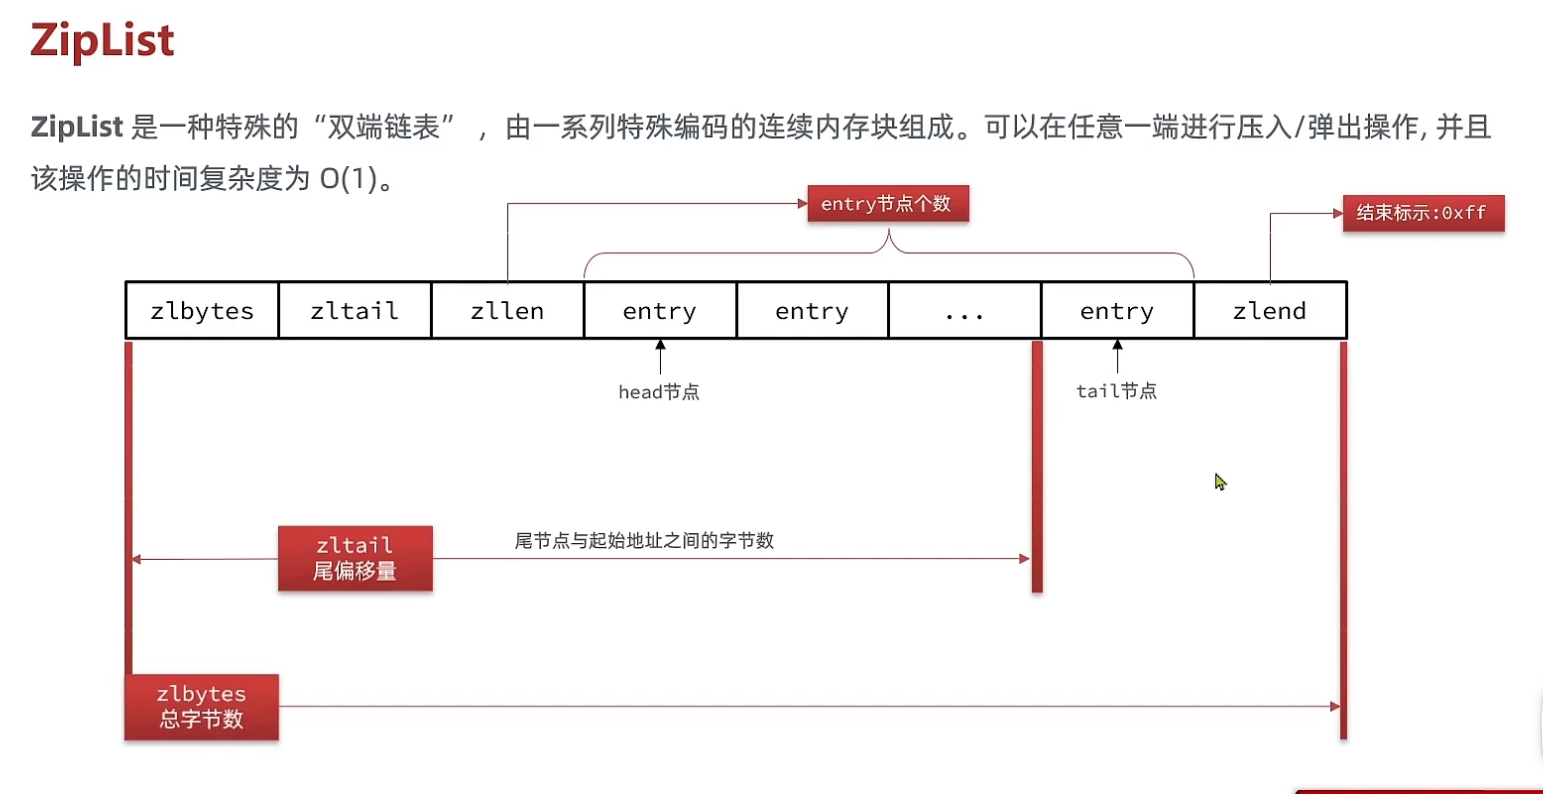 ZipList
ZipList 是一种特殊的“双端链表” ，由一系列特殊编码的连续内存块组成。可以在任意一端进行压入/弹出操作, 并且
该操作的时间复杂度为 O(1)。
entry节点个数
结束标示:0xff
zlbytes zltail zllen entry entry ... entry zlend
head节点
tail节点
尾节点与起始地址之间的字节数
zltail
尾偏移量
zlbytes
总字节数